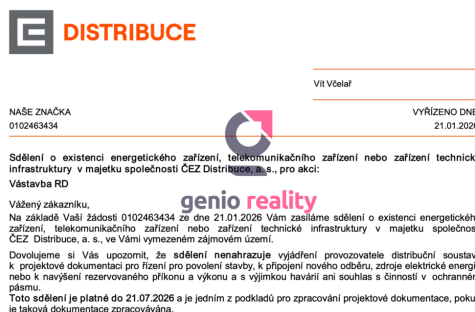 DISTRIBUCE
Vít Včelař
NAŠE ZNAČKA VYŘÍZENO DNE
0102463434 21.01.2026
Sdělení o existenci energetického zařízení, telekomunikačního zařízení nebo zařízení technick
infrastruktury v majetku společnosti ČEZ Distribuce, a. s., pro akci:
Vástavba RD
genio reality
Vážený zákazníku,
Na základě Vaší žádosti 0102463434 ze dne 21.01.2026 Vám zasíláme sdělení o existenci energetickéh
zařízení, telekomunikačního zařízení nebo zařízení technické infrastruktury v majetku společnos
ČEZ Distribuce, a. s., ve Vámi vymezeném zájmovém území.
Dovolujeme si Vás upozornit, že sdělení nenahrazuje vyjádření provozovatele distribuční soustav
k projektové dokumentaci pro řízení pro povolení stavby, k připojení nového odběru, zdroje elektrické energi
nebo k navýšení rezervovaného příkonu a výkonu a s výjimkou havárií ani souhlas s činností v ochranném
pásmu.
Toto sdělení je platné do 21.07.2026 a je jedním z podkladů pro zpracování projektové dokumentace, poku
je taková dokumentace zpracovávána.